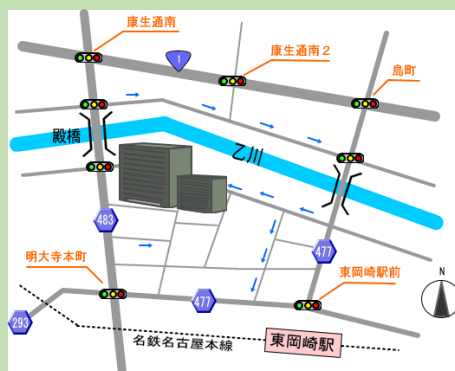 康生通南
1
康生通南2
島町
殿橋
乙川
483
477
明大寺本町
東岡崎駅前
477
N
293
名鉄名古屋本線
東岡崎駅